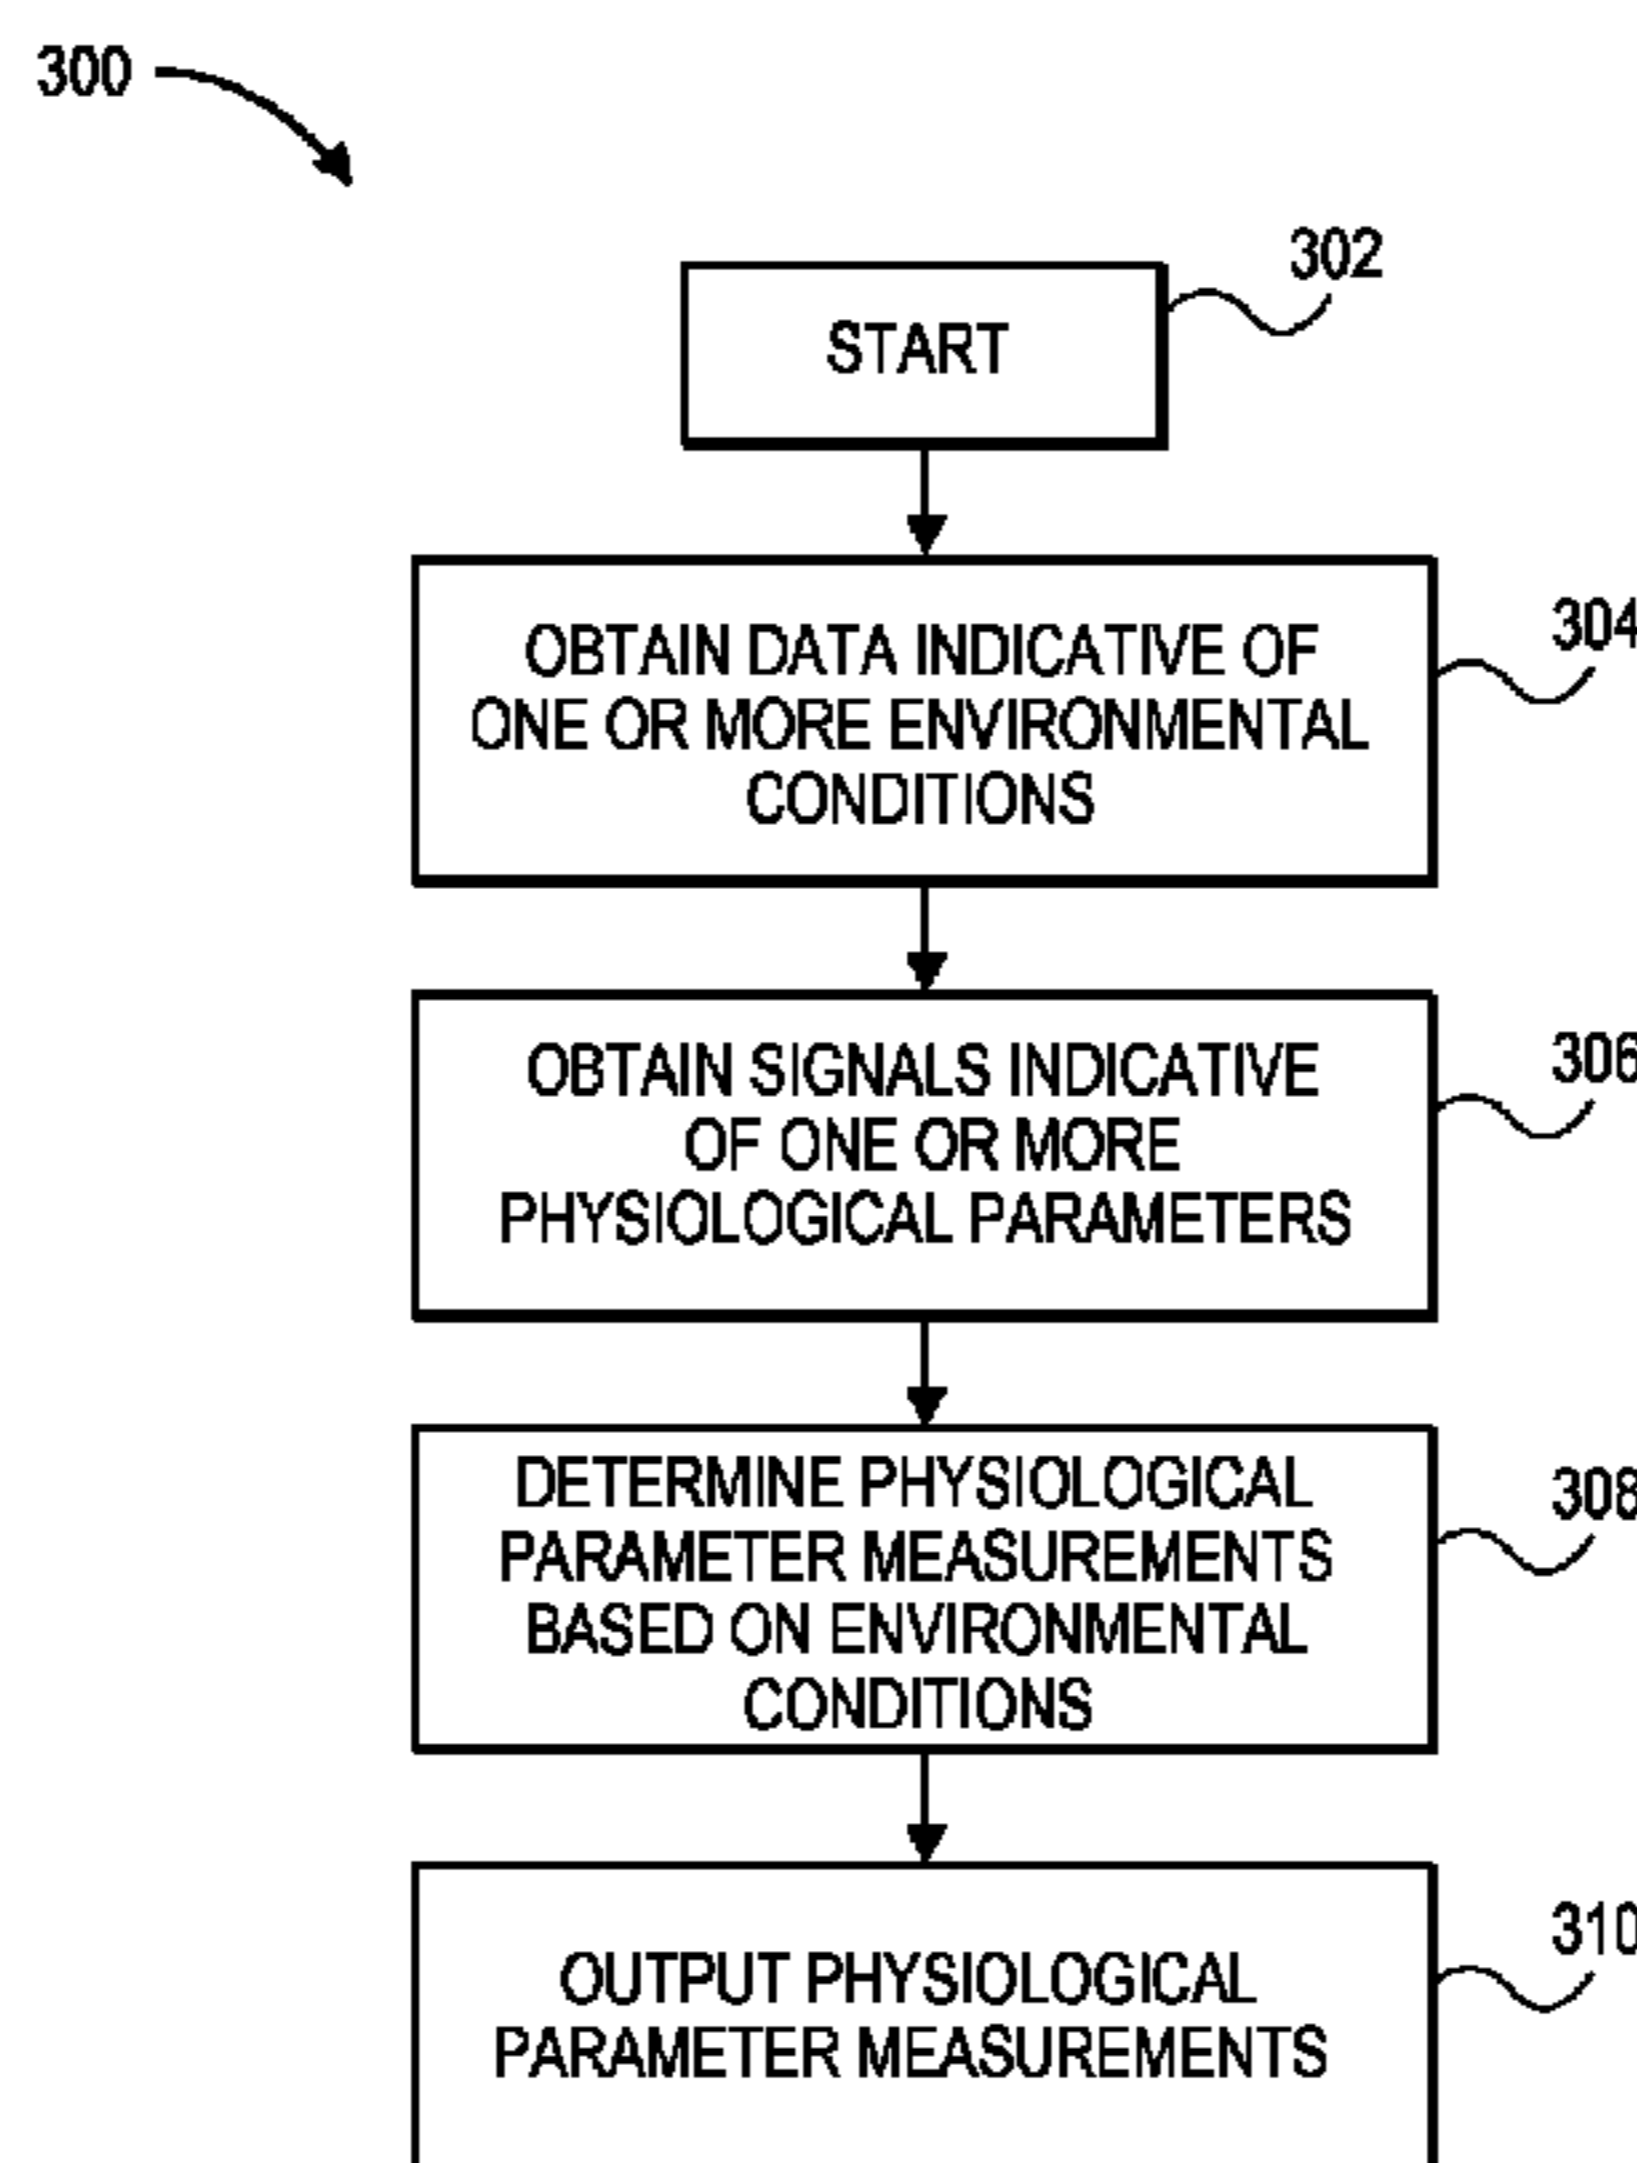 300
302
START
304
OBTAIN DATA INDICATIVE OF
ONE OR MORE ENVIRONMENTAL
CONDITIONS
306
OBTAIN SIGNALS INDICATIVE
OF ONE OR MORE
PHYSIOLOGICAL PARAMETERS
308
DETERMINE PHYSIOLOGICAL
PARAMETER MEASUREMENTS
BASED ON ENVIRONMENTAL
CONDITIONS
310
OUTPUT PHYSIOLOGICAL
PARAMETER MEASUREMENTS